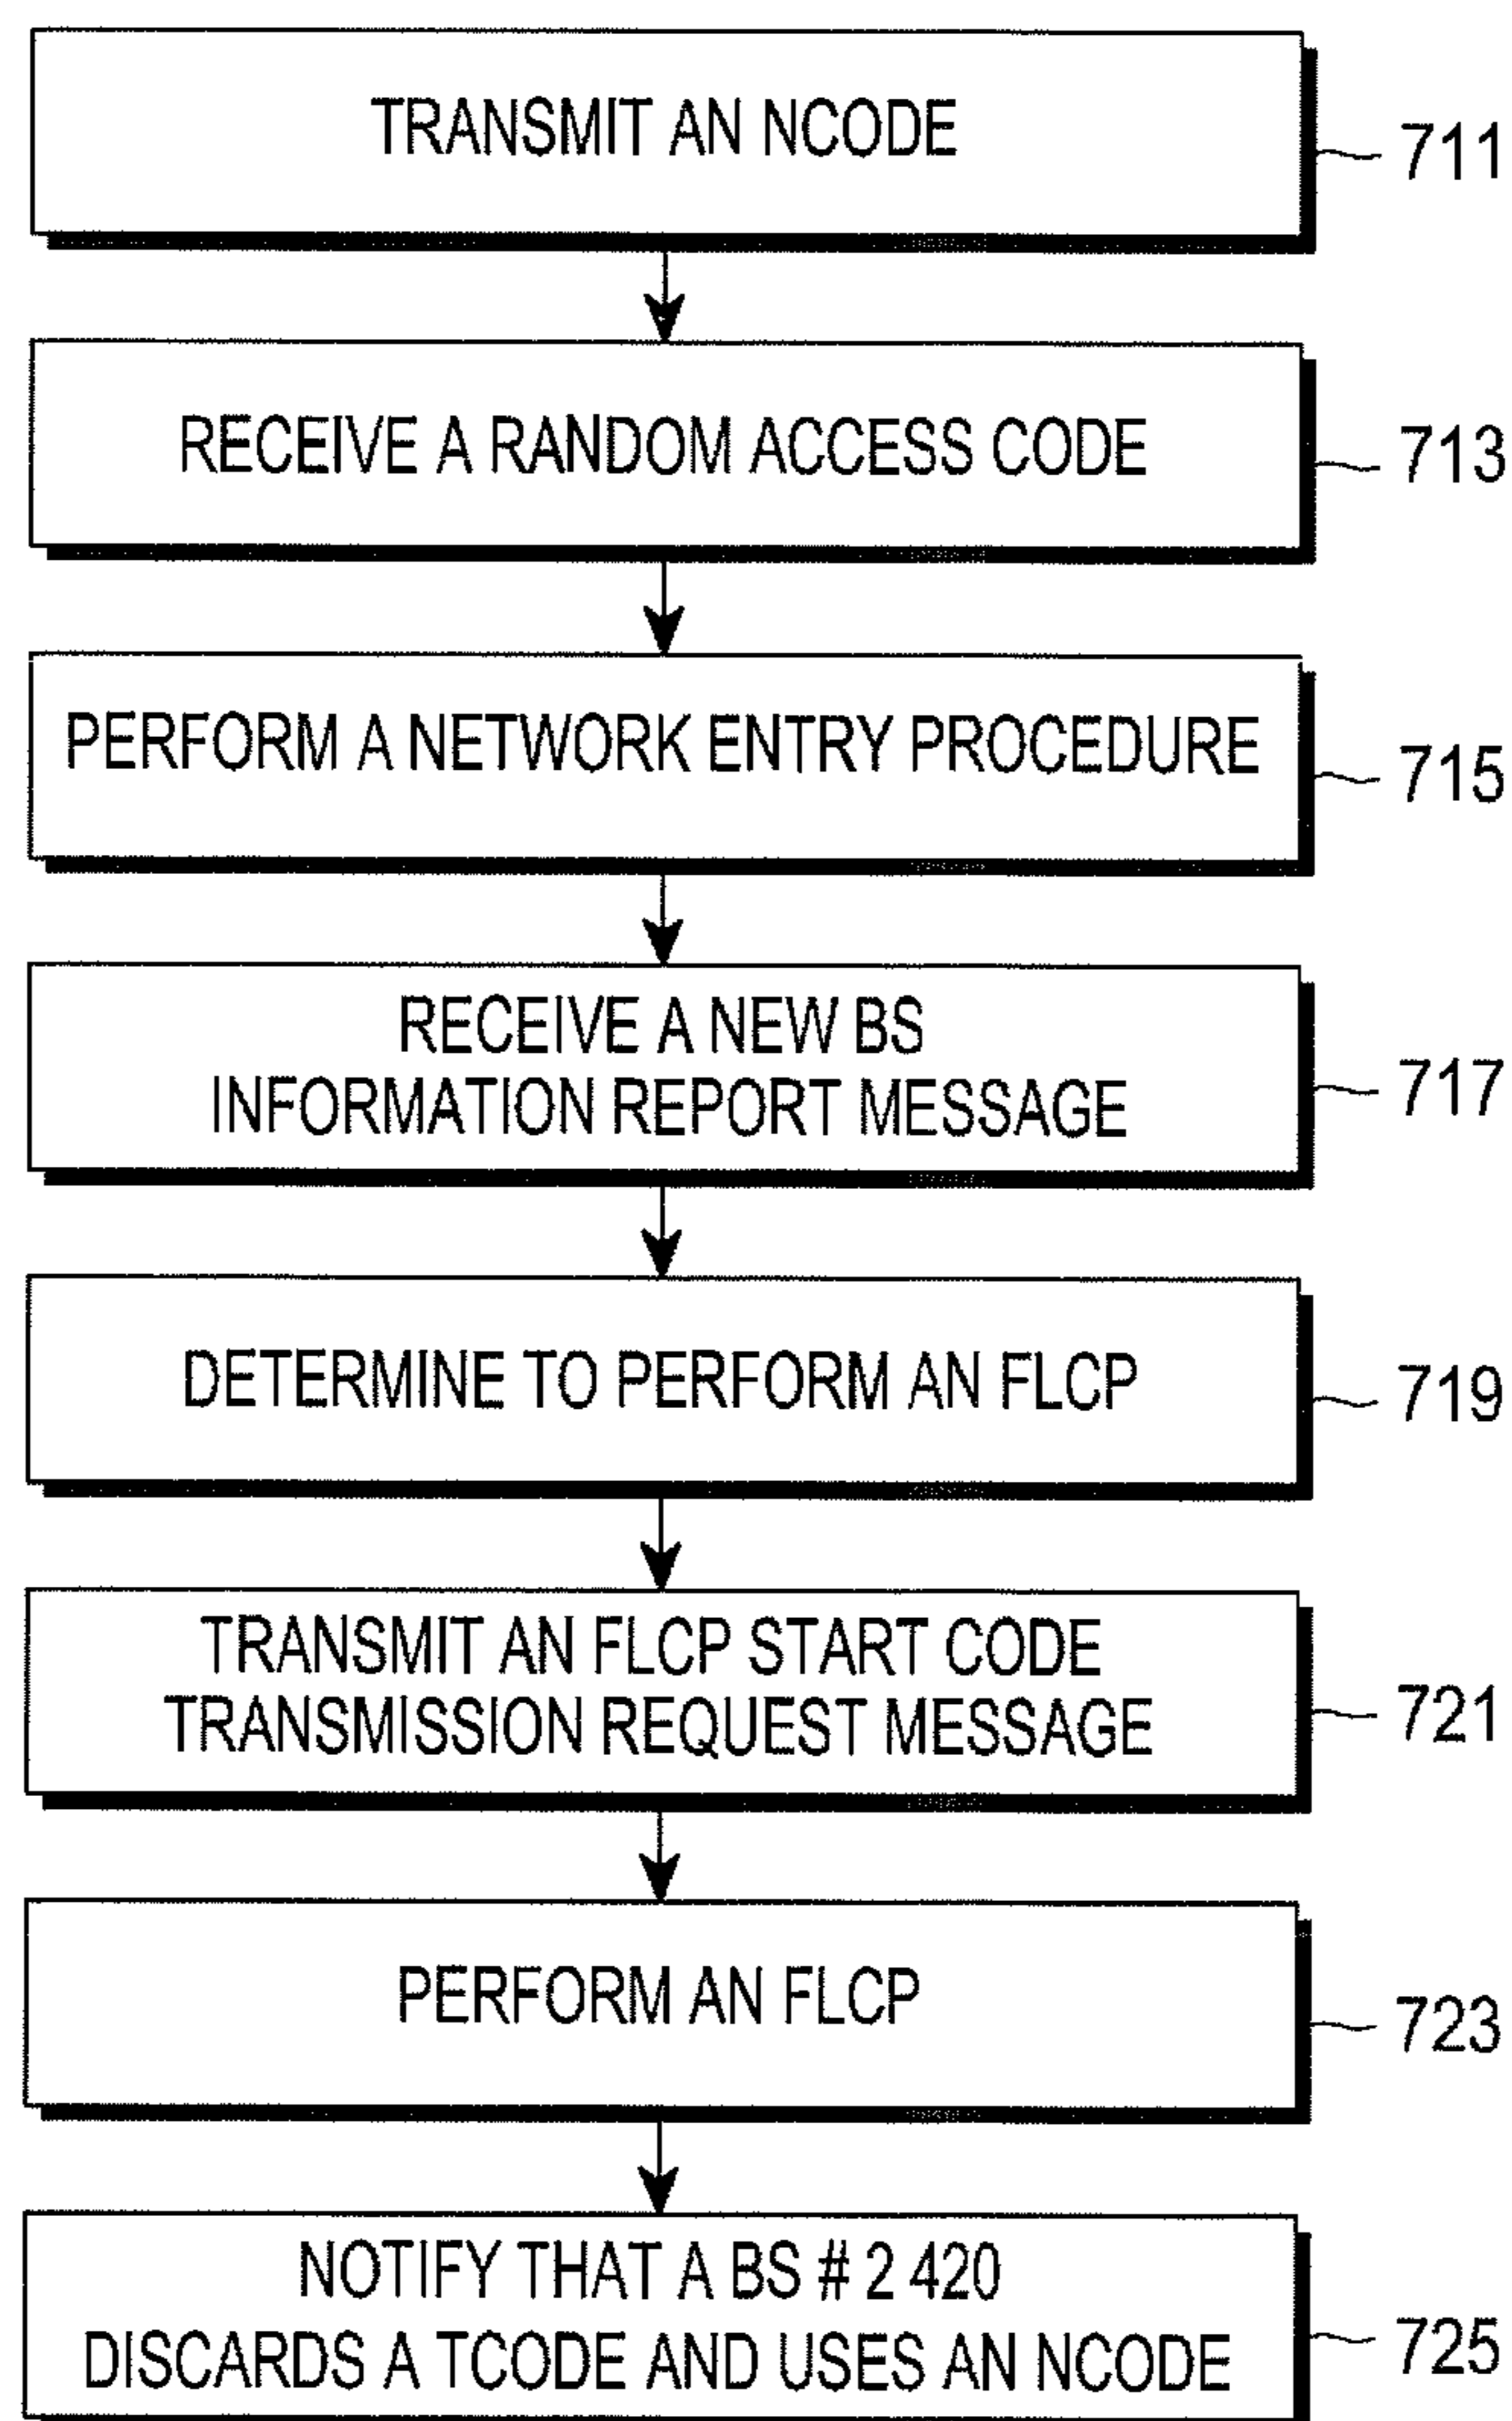 TRANSMIT AN NCODE
711
RECEIVE A RANDOM ACCESS CODE
713
PERFORM A NETWORK ENTRY PROCEDURE
715
RECEIVE A NEW BS
INFORMATION REPORT MESSAGE
717
DETERMINE TO PERFORM AN FLCP
719
TRANSMIT AN FLCP START CODE
TRANSMISSION REQUEST MESSAGE
721
PERFORM AN FLCP
723
NOTIFY THAT A BS # 2 420
DISCARDS A TCODE AND USES AN NCODE
725